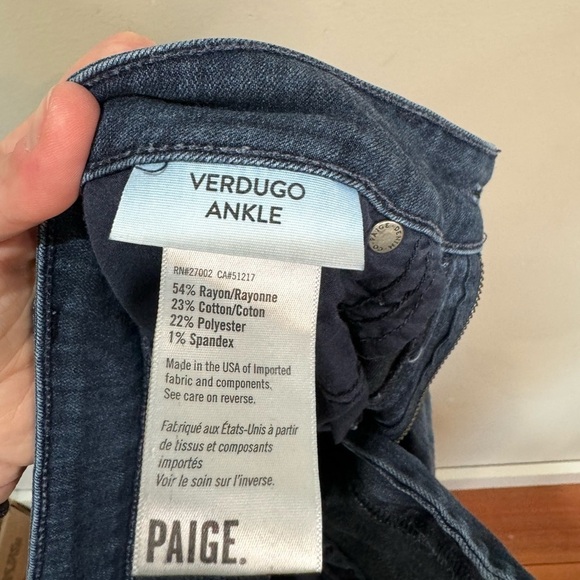 VERDUGO
ANKLE
PAIGE DENIM
RN#27002 CA#51217
54% Rayon/Rayonne
23% Cotton/Coton
22% Polyester
1% Spandex
Made in the USA of Imported
fabric and components.
See care on reverse.
Fabriqué aux États-Unis à partir
de tissus et composants
importés
Voir le soin sur l'inverse.
PAIGE.